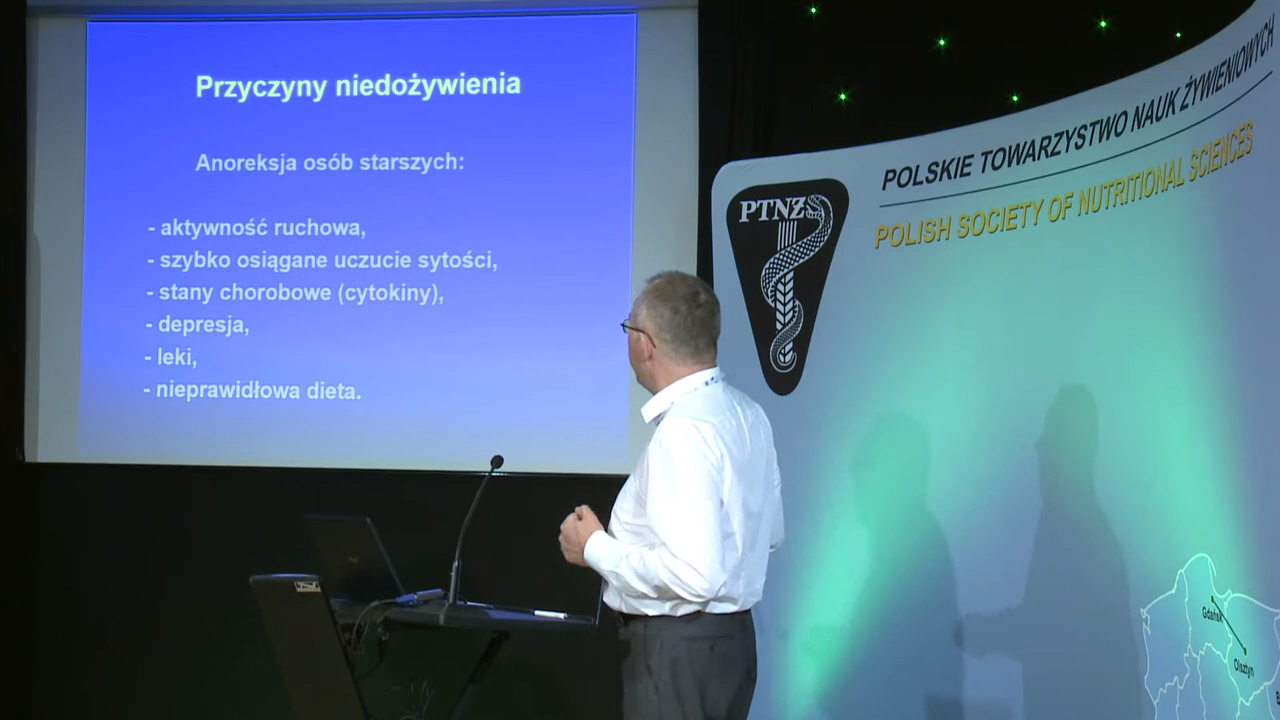 Przyczyny niedożywienia
Anoreksja osób starszych:
- aktywność ruchowa,
- szybko osiągane uczucie sytości,
- stany chorobowe (cytokiny),
- depresja,
- leki,
- nieprawidłowa dieta.
POLSKIE TOWARZYSTWO NAUK ŻYWIENIOWYCH
POLISH SOCIETY OF NUTRITIONAL SCIENCES
PTNŻ
Gdańsk
Olsztyn